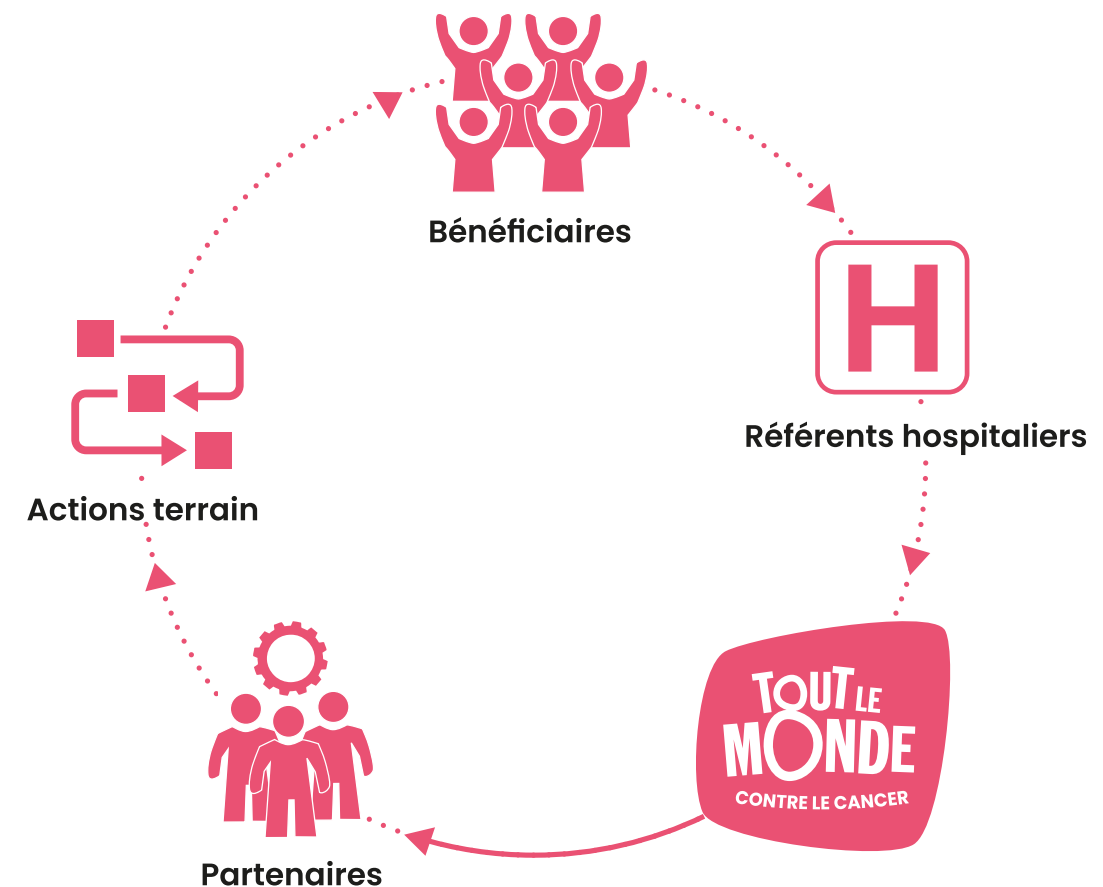 Bénéficiaires
H
Référents hospitaliers
Actions terrain
TOUT LE
MONDE
CONTRE LE CANCER
Partenaires